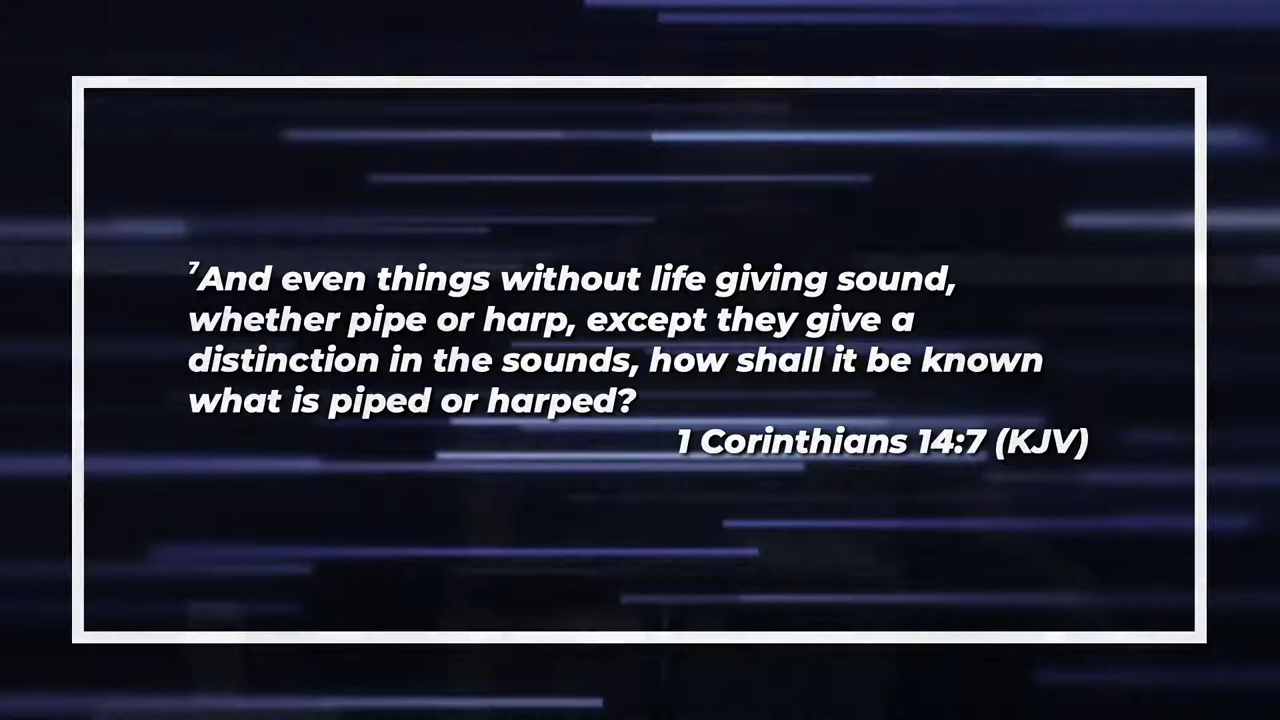 ⁷And even things without life giving sound,
whether pipe or harp, except they give a
distinction in the sounds, how shall it be known
what is piped or harped?
1 Corinthians 14:7 (KJV)